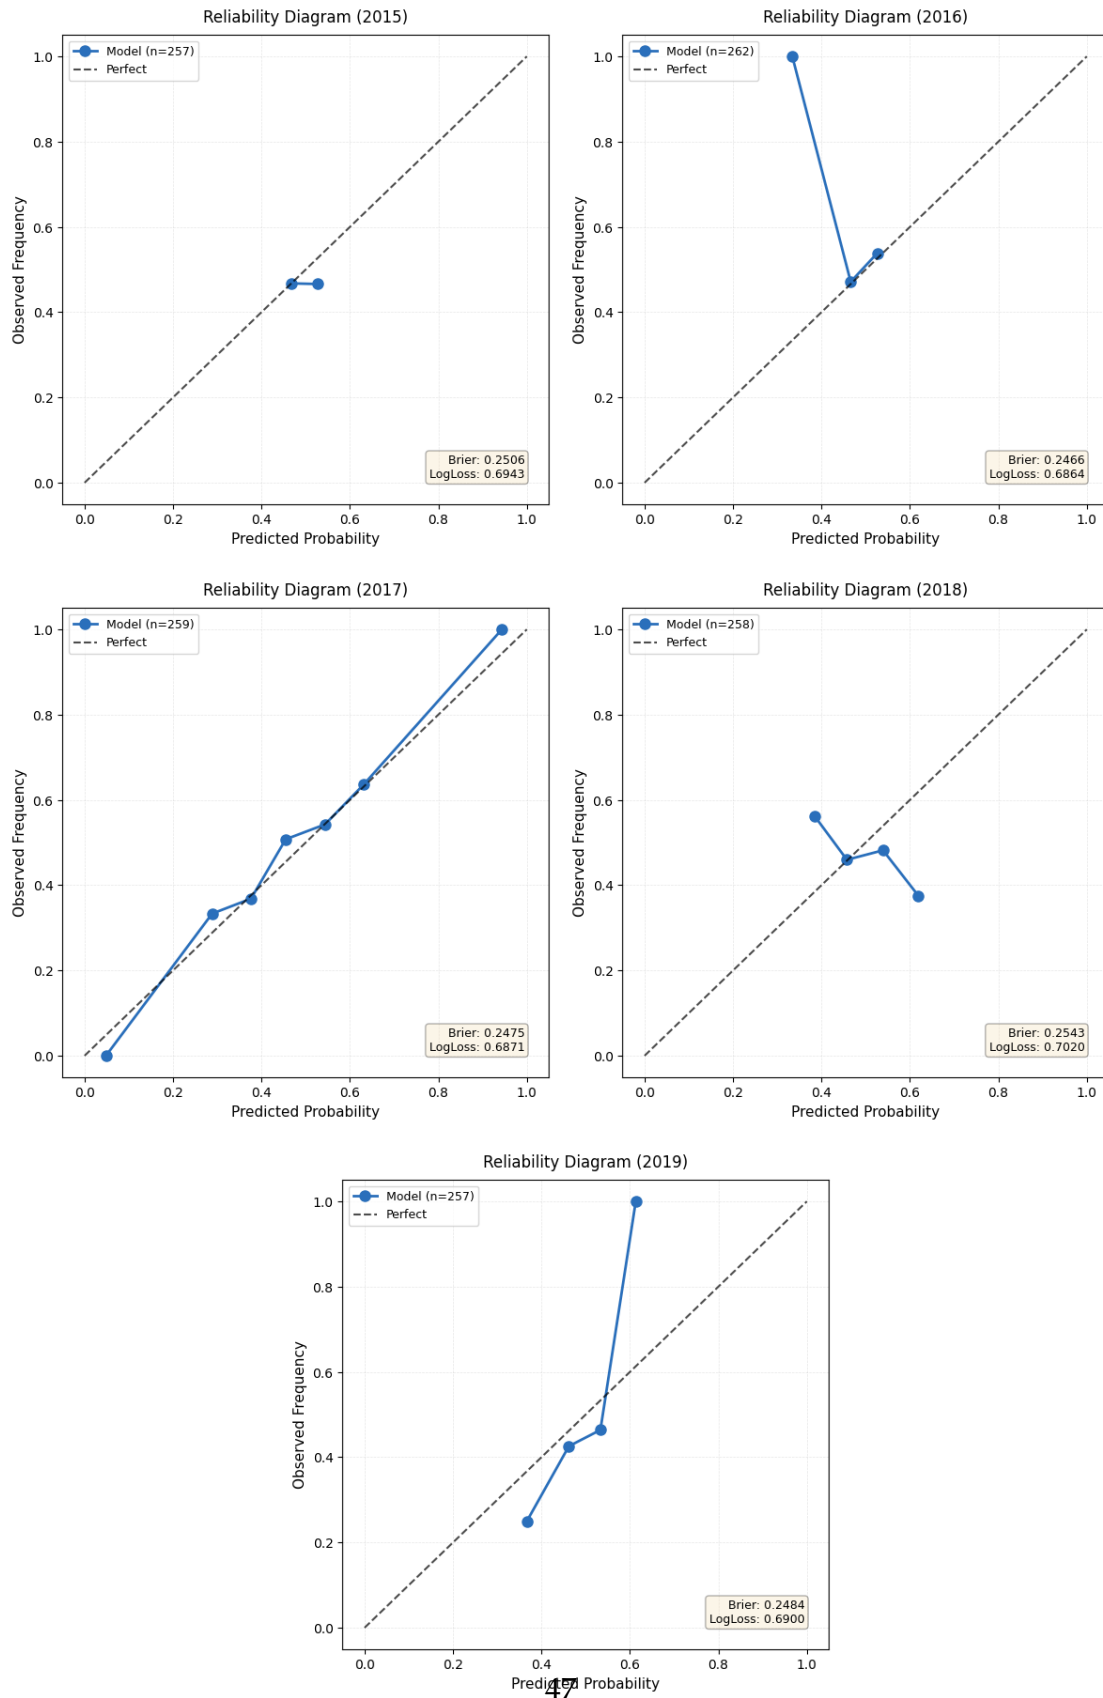 Reliability Diagram (2015)
Model (n=257)
Perfect
1.0
0.8
0.6
0.4
0.2
0.0
Observed Frequency
Brier: 0.2506
LogLoss: 0.6943
0.0 0.2 0.4 0.6 0.8 1.0
Predicted Probability
Reliability Diagram (2016)
Model (n=262)
Perfect
1.0
0.8
0.6
0.4
0.2
0.0
Observed Frequency
Brier: 0.2466
LogLoss: 0.6864
0.0 0.2 0.4 0.6 0.8 1.0
Predicted Probability
Reliability Diagram (2017)
Model (n=259)
Perfect
1.0
0.8
0.6
0.4
0.2
0.0
Observed Frequency
Brier: 0.2475
LogLoss: 0.6871
0.0 0.2 0.4 0.6 0.8 1.0
Predicted Probability
Reliability Diagram (2018)
Model (n=258)
Perfect
1.0
0.8
0.6
0.4
0.2
0.0
Observed Frequency
Brier: 0.2543
LogLoss: 0.7020
0.0 0.2 0.4 0.6 0.8 1.0
Predicted Probability
Reliability Diagram (2019)
Model (n=257)
Perfect
1.0
0.8
0.6
0.4
0.2
0.0
Observed Frequency
Brier: 0.2484
LogLoss: 0.6900
0.0 0.2 0.4 0.6 0.8 1.0
Predicted Probability
47